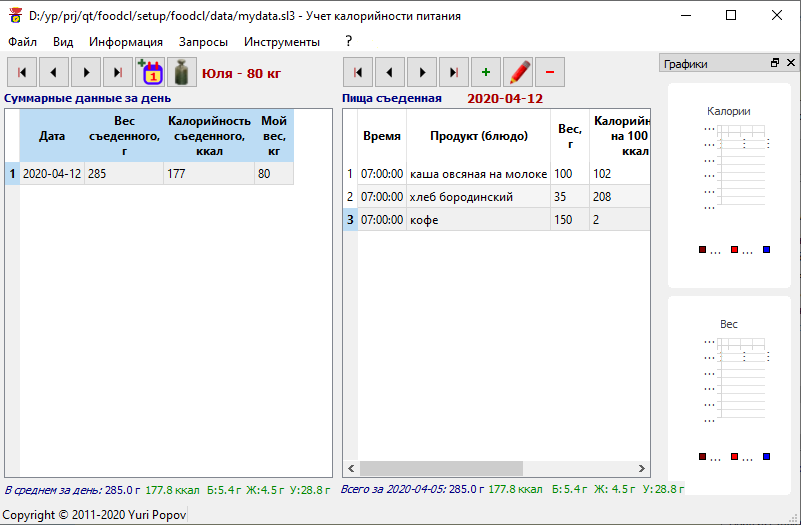 D:/yp/prj/qt/foodcl/setup/foodcl/data/mydata.sl3 - Учет калорийности питания
Файл Вид Информация Запросы Инструменты ?
1 Юля - 80 кг
Суммарные данные за день
Дата Вес съеденного, г Калорийность съеденного, ккал Мой вес, кг
1 2020-04-12 285 177 80
В среднем за день: 285.0 г 177.8 ккал Б:5.4 г Ж:4.5 г У:28.8 г
Пища съеденная 2020-04-12
Время Продукт (блюдо) Вес, г Калорийн на 100 ккал
1 07:00:00 каша овсяная на молоке 100 102
2 07:00:00 хлеб бородинский 35 208
3 07:00:00 кофе 150 2
Всего за 2020-04-05: 285.0 г 177.8 ккал Б:5.4 г Ж: 4.5 г У:28.8 г
Графики
Калории
... 
...
...
...
...
... ... 
Вес
...
...
...
...
...
... ...
Copyright © 2011-2020 Yuri Popov